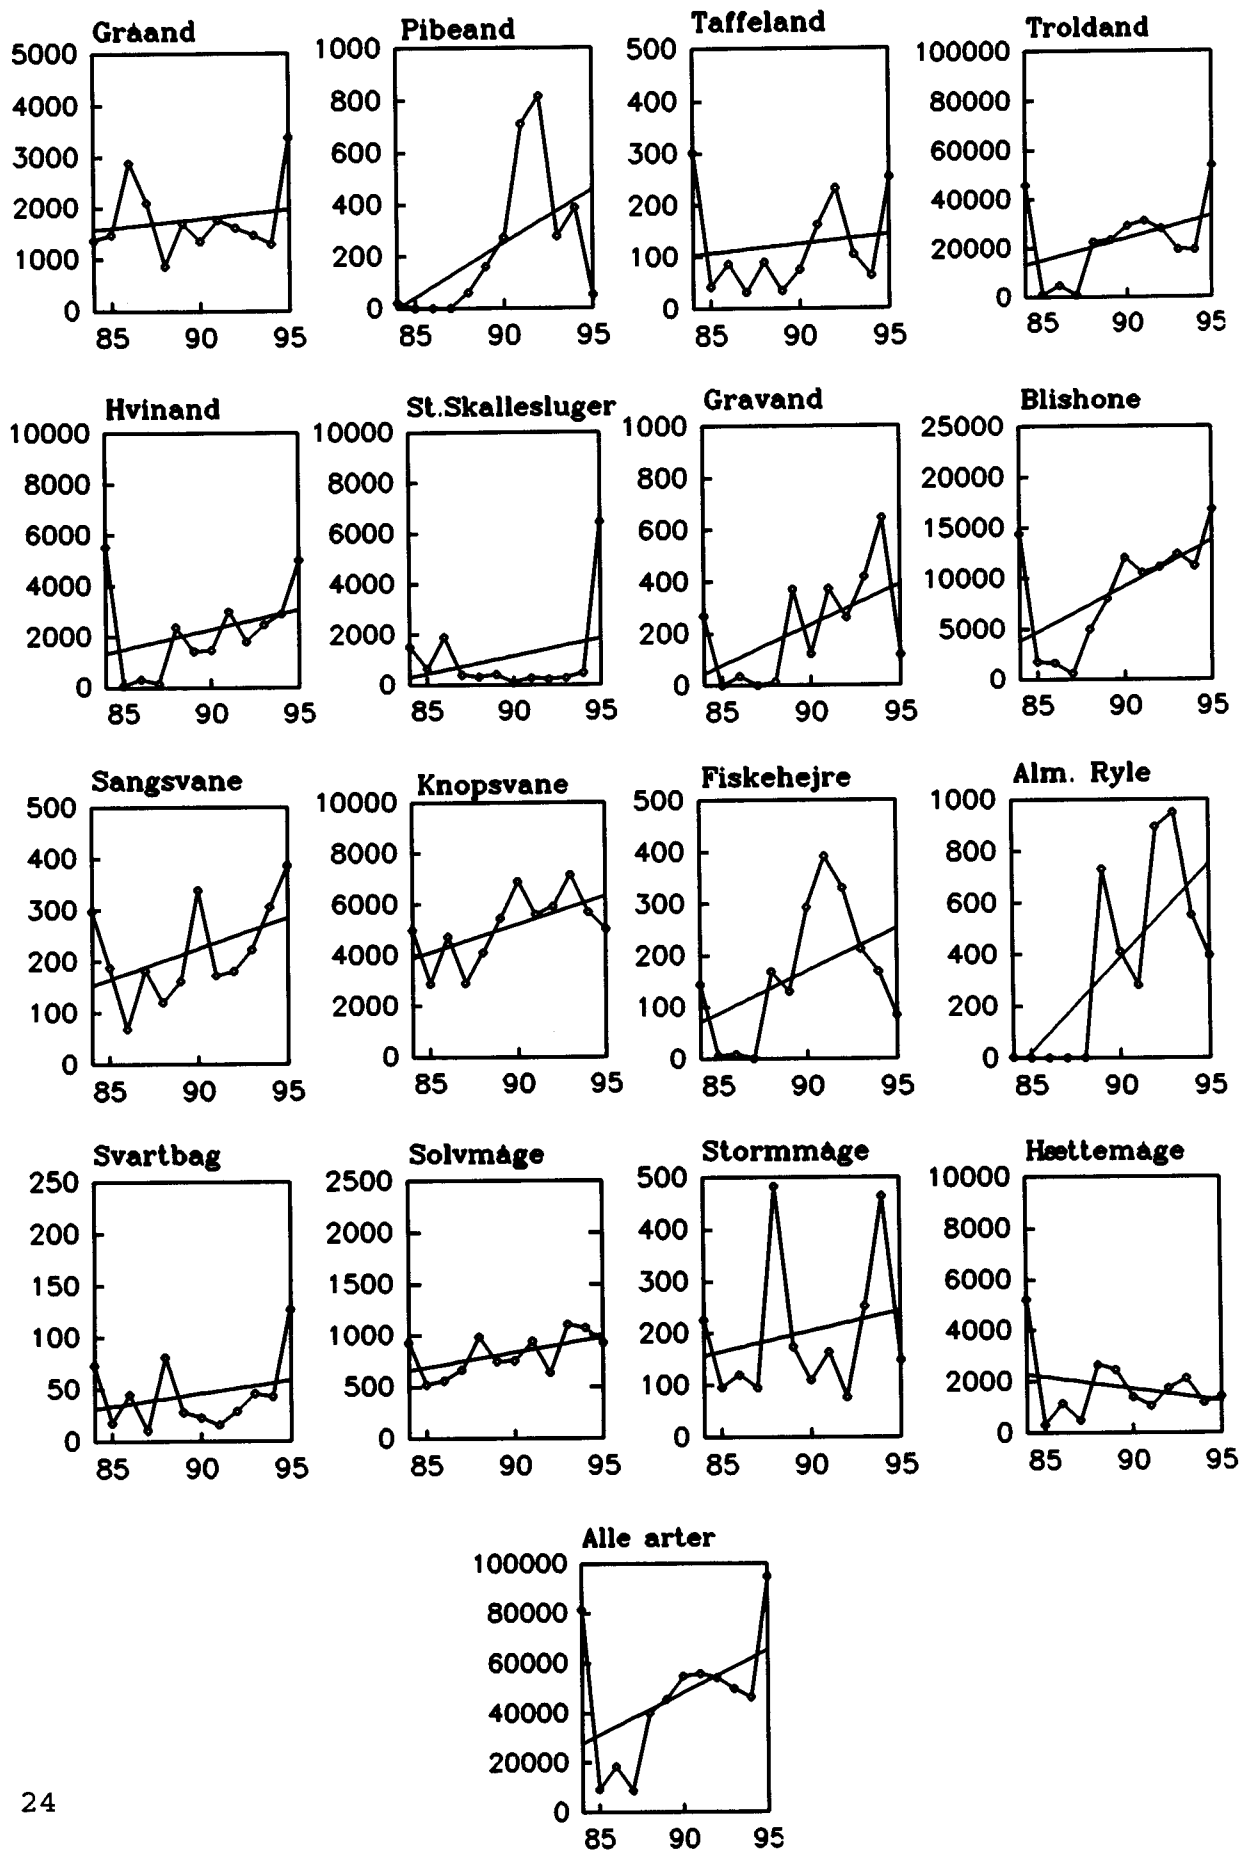 Gråand Pibeand Taffeland Troldand
5000 1000 500 100000
4000 800 400 80000
3000 600 300 60000
2000 400 200 40000
1000 200 100 20000
0 0 0 0
85 90 95 85 90 95 85 90 95 85 90 95
Hvinand St.Skallesluger Gravand Blishone
10000 10000 1000 25000
8000 8000 800 20000
6000 6000 600 15000
4000 4000 400 10000
2000 2000 200 5000
0 0 0 0
85 90 95 85 90 95 85 90 95 85 90 95
Sangsvane Knopsvane Fiskehejre Alm. Ryle
500 10000 500 1000
400 8000 400 800
300 6000 300 600
200 4000 200 400
100 2000 100 200
0 0 0 0
85 90 95 85 90 95 85 90 95 85 90 95
Svartbag Solvmåge Stormmåge Hættemåge
250 2500 500 10000
200 2000 400 8000
150 1500 300 6000
100 1000 200 4000
50 500 100 2000
0 0 0 0
85 90 95 85 90 95 85 90 95 85 90 95
Alle arter
100000
80000
60000
40000
20000
0
85 90 95
24